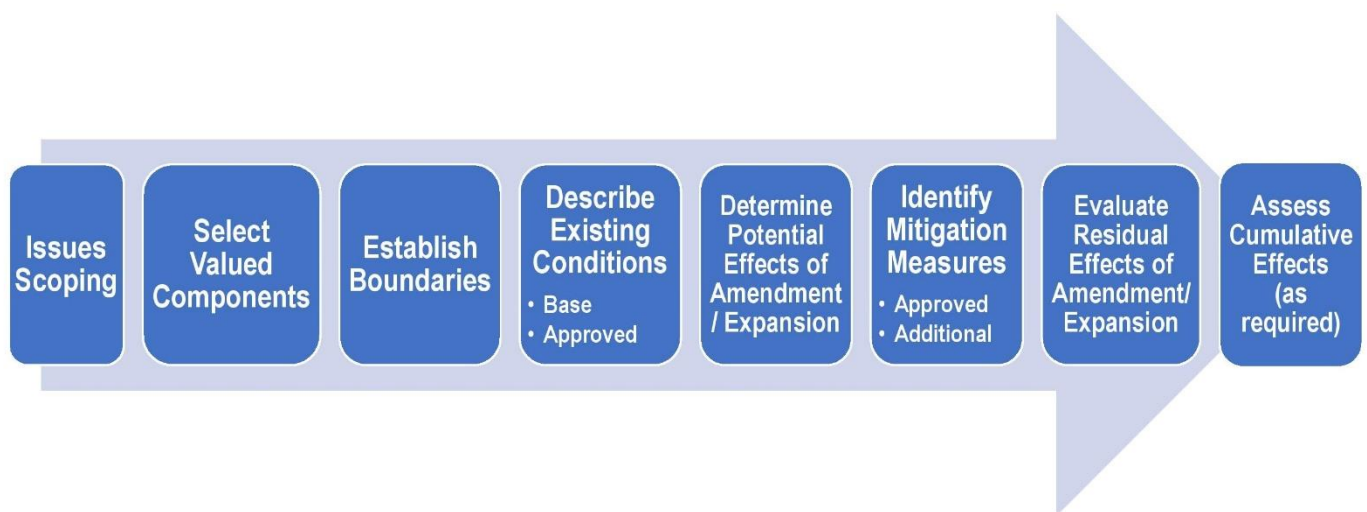 Issues
Scoping
Select
Valued
Components
Establish
Boundaries
Describe
Existing
Conditions
• Base
• Approved
Determine
Potential
Effects of
Amendment
/ Expansion
Identify
Mitigation
Measures
• Approved
• Additional
Evaluate
Residual
Effects of
Amendment/
Expansion
Assess
Cumulative
Effects
(as
required)